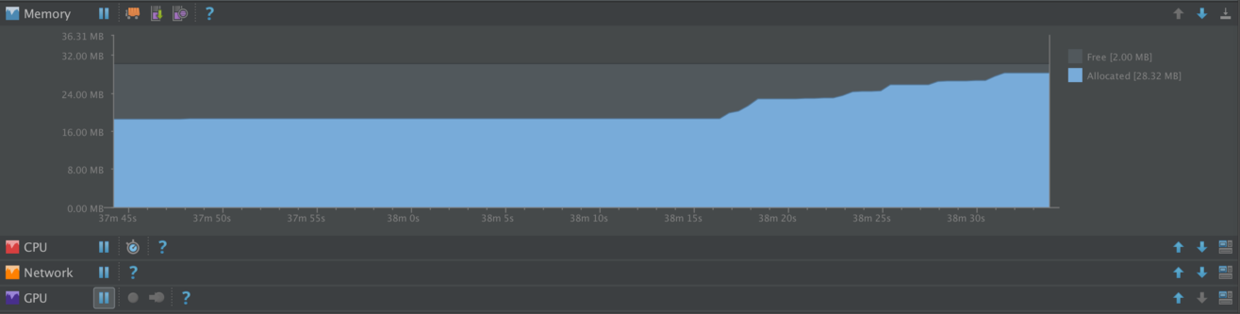 Memory ?
36.31 MB
32.00 MB
24.00 MB
16.00 MB
8.00 MB
0.00 MB
Free [2.00 MB]
Allocated [28.32 MB]
37m 45s 37m 50s 37m 55s 38m 0s 38m 5s 38m 10s 38m 15s 38m 20s 38m 25s 38m 30s
CPU ?
Network ?
GPU ?